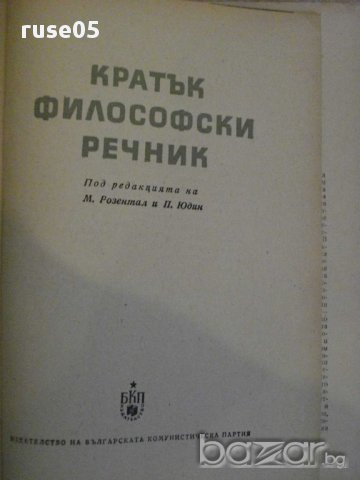 ruse05
КРАТЪК
ФИЛОСОФСКИ
РЕЧНИК
Под редакцията на
М. Розентал и П. Юдин
БКП
ИЗДАТЕЛСТВО НА БЪЛГАРСКАТА КОМУНИСТИЧЕСКА ПАРТИЯ
bazar.bg